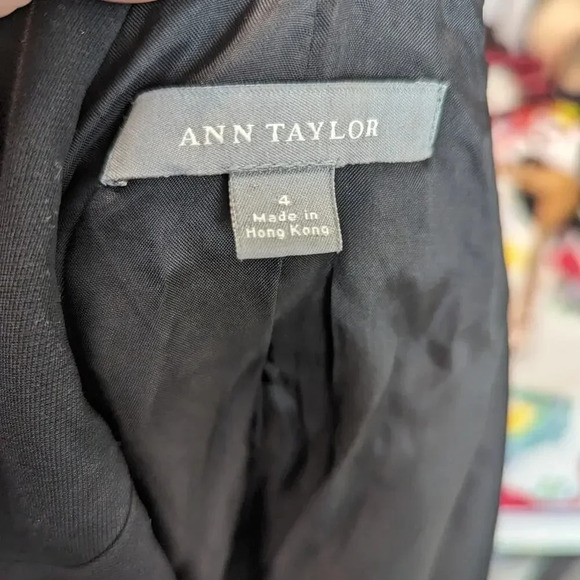 ANN TAYLOR
4
Made in
Hong Kong